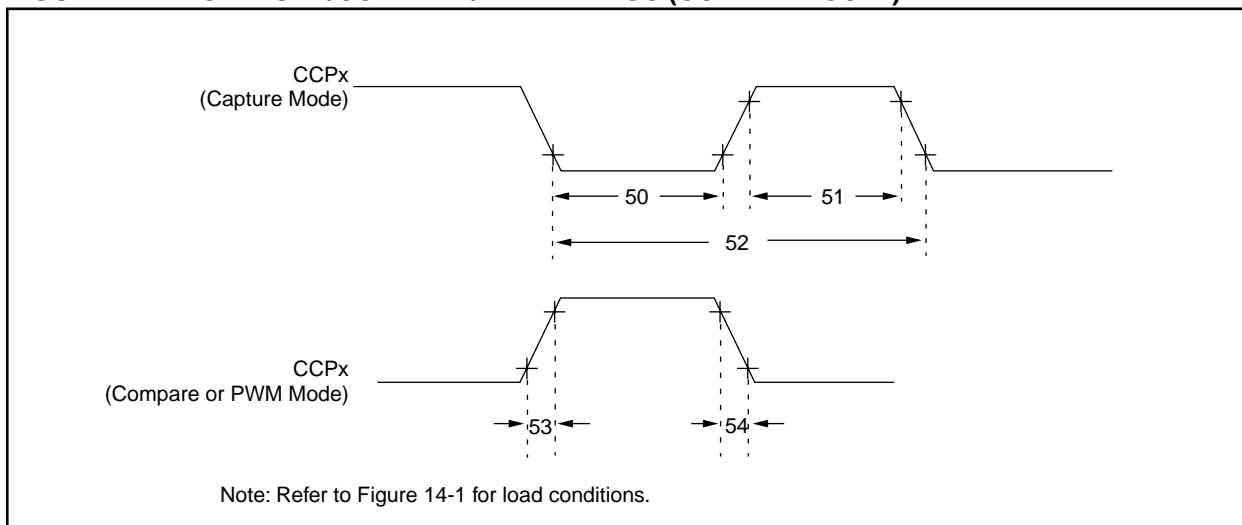 CCPx
(Capture Mode)
50
51
52
CCPx
(Compare or PWM Mode)
53
54
Note: Refer to Figure 14-1 for load conditions.